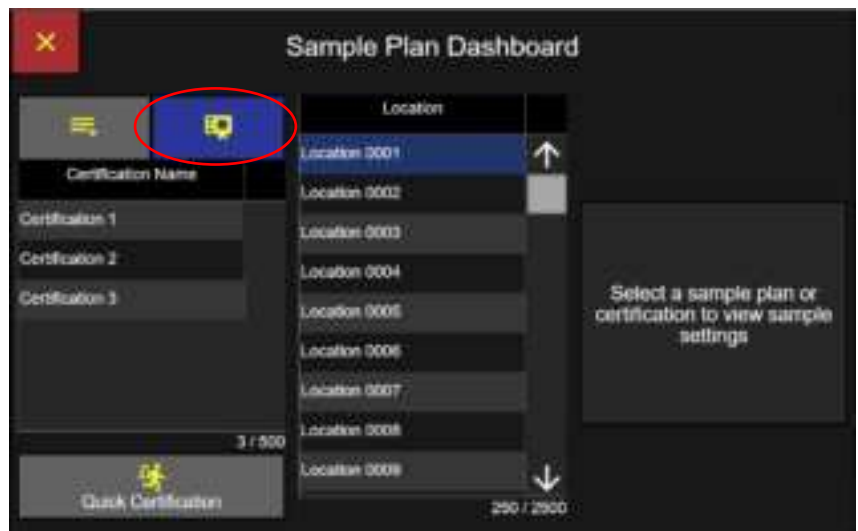 ×
Sample Plan Dashboard
Certification Name
Certification 1
Certification 2
Certification 3
3 / 500
Quick Certification
Location
Location 0001
Location 0002
Location 0003
Location 0004
Location 0005
Location 0006
Location 0007
Location 0008
Location 0009
250 / 2500
Select a sample plan or
certification to view sample
settings